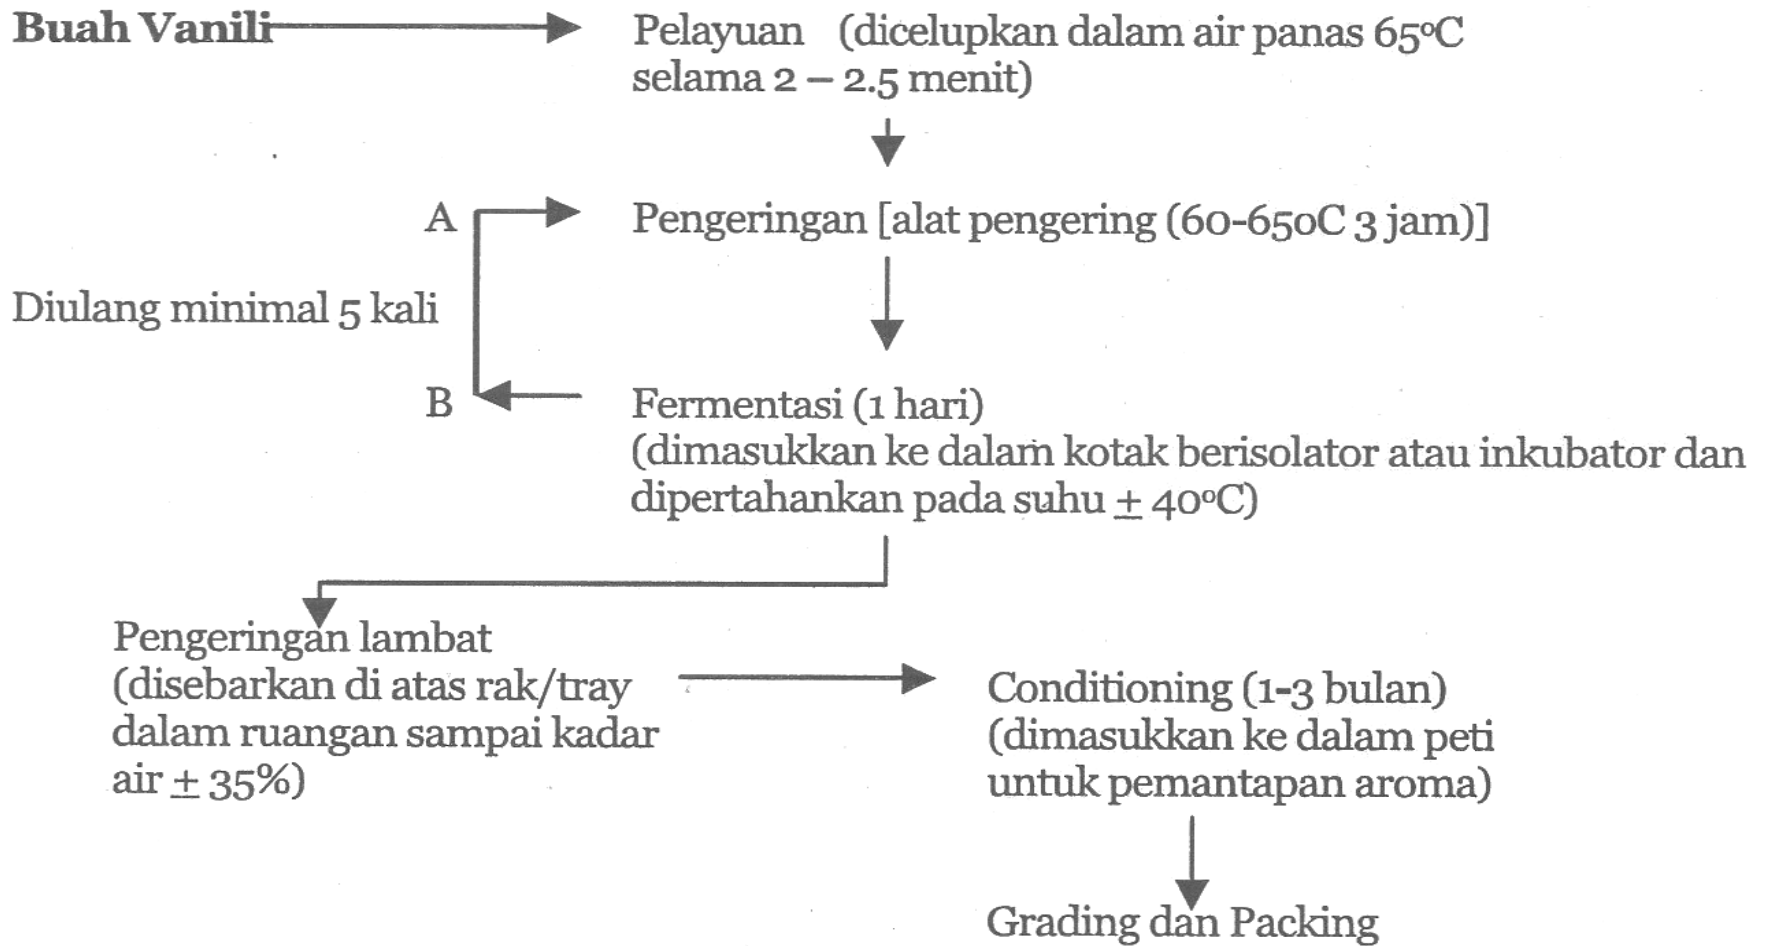 Buah Vanili
Pelayuan (dicelupkan dalam air panas 65ºC
selama 2 – 2.5 menit)
A
Pengeringan [alat pengering (60-65oC 3 jam)]
Diulang minimal 5 kali
B
Fermentasi (1 hari)
(dimasukkan ke dalam kotak berisolator atau inkubator dan
dipertahankan pada suhu ± 40ºC)
Pengeringan lambat
(disebarkan di atas rak/tray
dalam ruangan sampai kadar
air ± 35%)
Conditioning (1-3 bulan)
(dimasukkan ke dalam peti
untuk pemantapan aroma)
Grading dan Packing